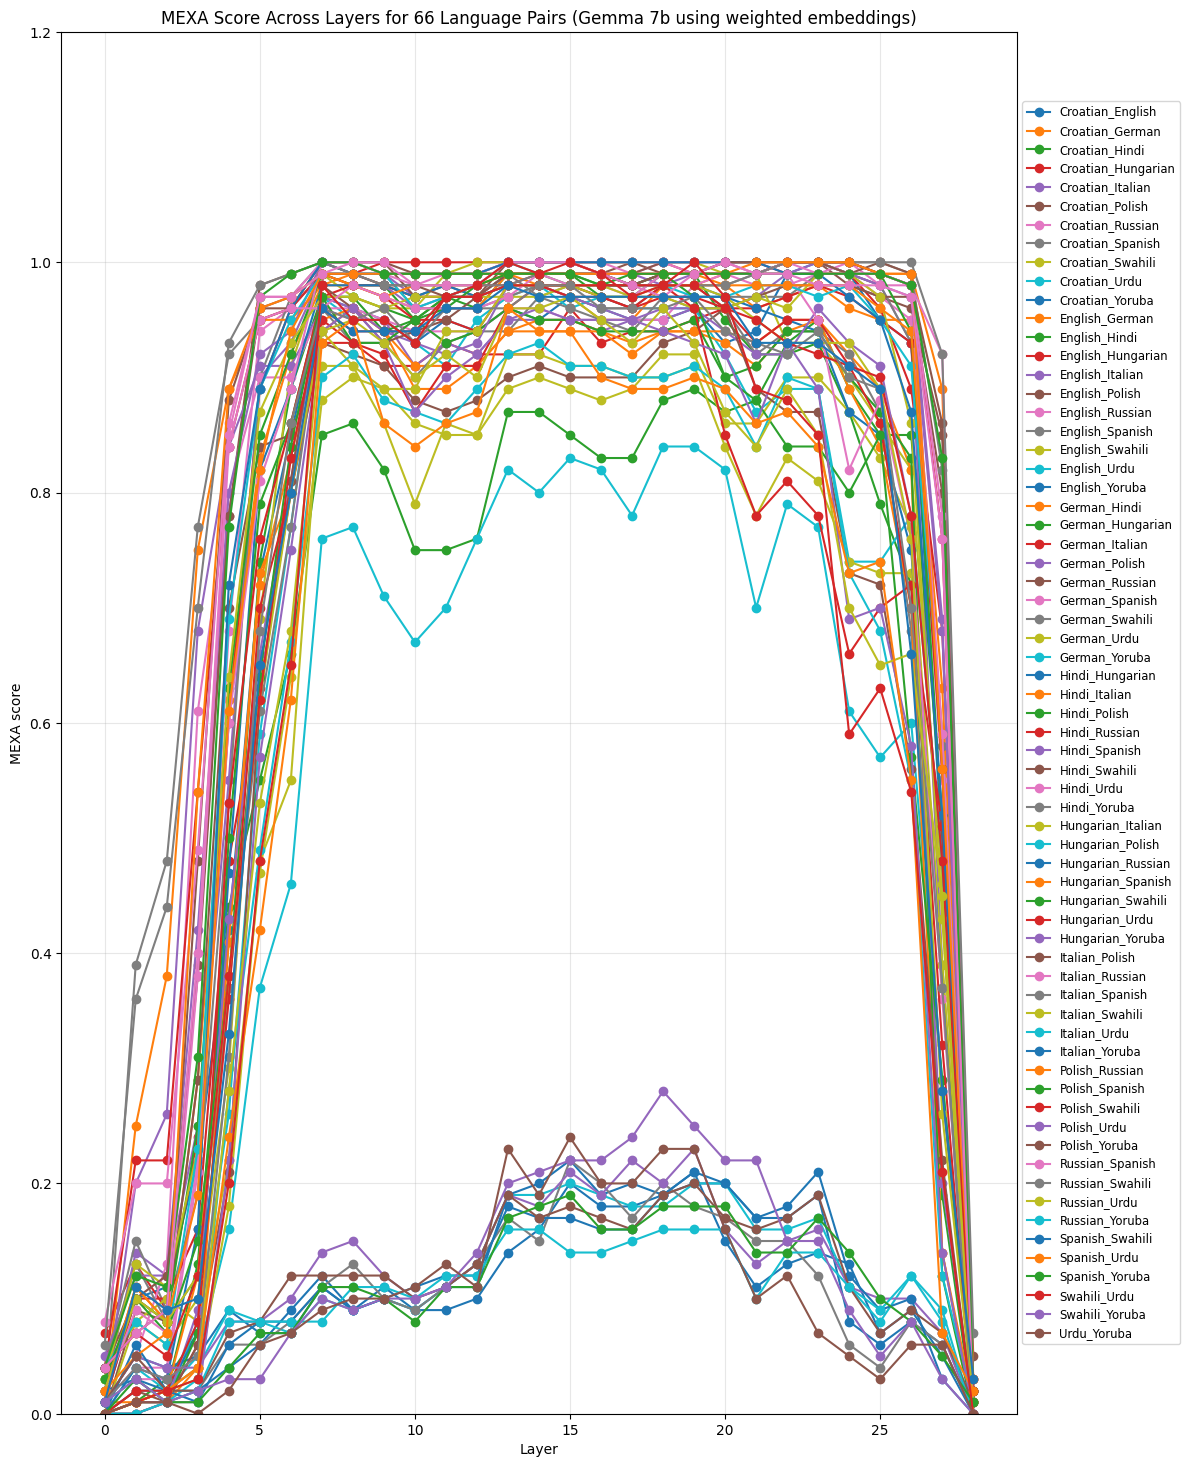 MEXA Score Across Layers for 66 Language Pairs (Gemma 7b using weighted embeddings)
1.2
1.0
0.8
0.6
0.4
0.2
0.0
MEXA score
0
5
10
15
20
25
Layer
Croatian_English
Croatian_German
Croatian_Hindi
Croatian_Hungarian
Croatian_Italian
Croatian_Polish
Croatian_Russian
Croatian_Spanish
Croatian_Swahili
Croatian_Urdu
Croatian_Yoruba
English_German
English_Hindi
English_Hungarian
English_Italian
English_Polish
English_Russian
English_Spanish
English_Swahili
English_Urdu
English_Yoruba
German_Hindi
German_Hungarian
German_Italian
German_Polish
German_Russian
German_Spanish
German_Swahili
German_Urdu
German_Yoruba
Hindi_Hungarian
Hindi_Italian
Hindi_Polish
Hindi_Russian
Hindi_Spanish
Hindi_Swahili
Hindi_Urdu
Hindi_Yoruba
Hungarian_Italian
Hungarian_Polish
Hungarian_Russian
Hungarian_Spanish
Hungarian_Swahili
Hungarian_Urdu
Hungarian_Yoruba
Italian_Polish
Italian_Russian
Italian_Spanish
Italian_Swahili
Italian_Urdu
Italian_Yoruba
Polish_Russian
Polish_Spanish
Polish_Swahili
Polish_Urdu
Polish_Yoruba
Russian_Spanish
Russian_Swahili
Russian_Urdu
Russian_Yoruba
Spanish_Swahili
Spanish_Urdu
Spanish_Yoruba
Swahili_Urdu
Swahili_Yoruba
Urdu_Yoruba